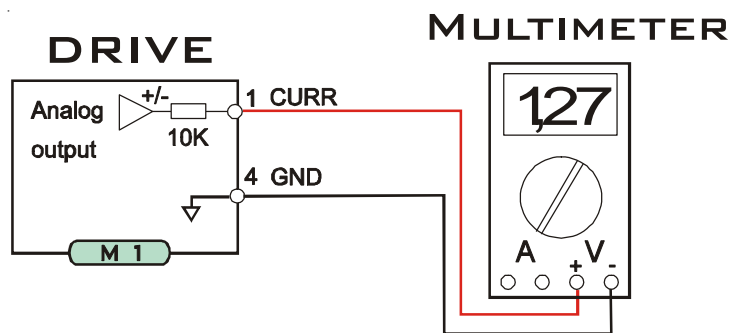 DRIVE
MULTIMETER
Analog
output
+/-
10K
1 CURR
4 GND
M 1
1,27
A V
+ -